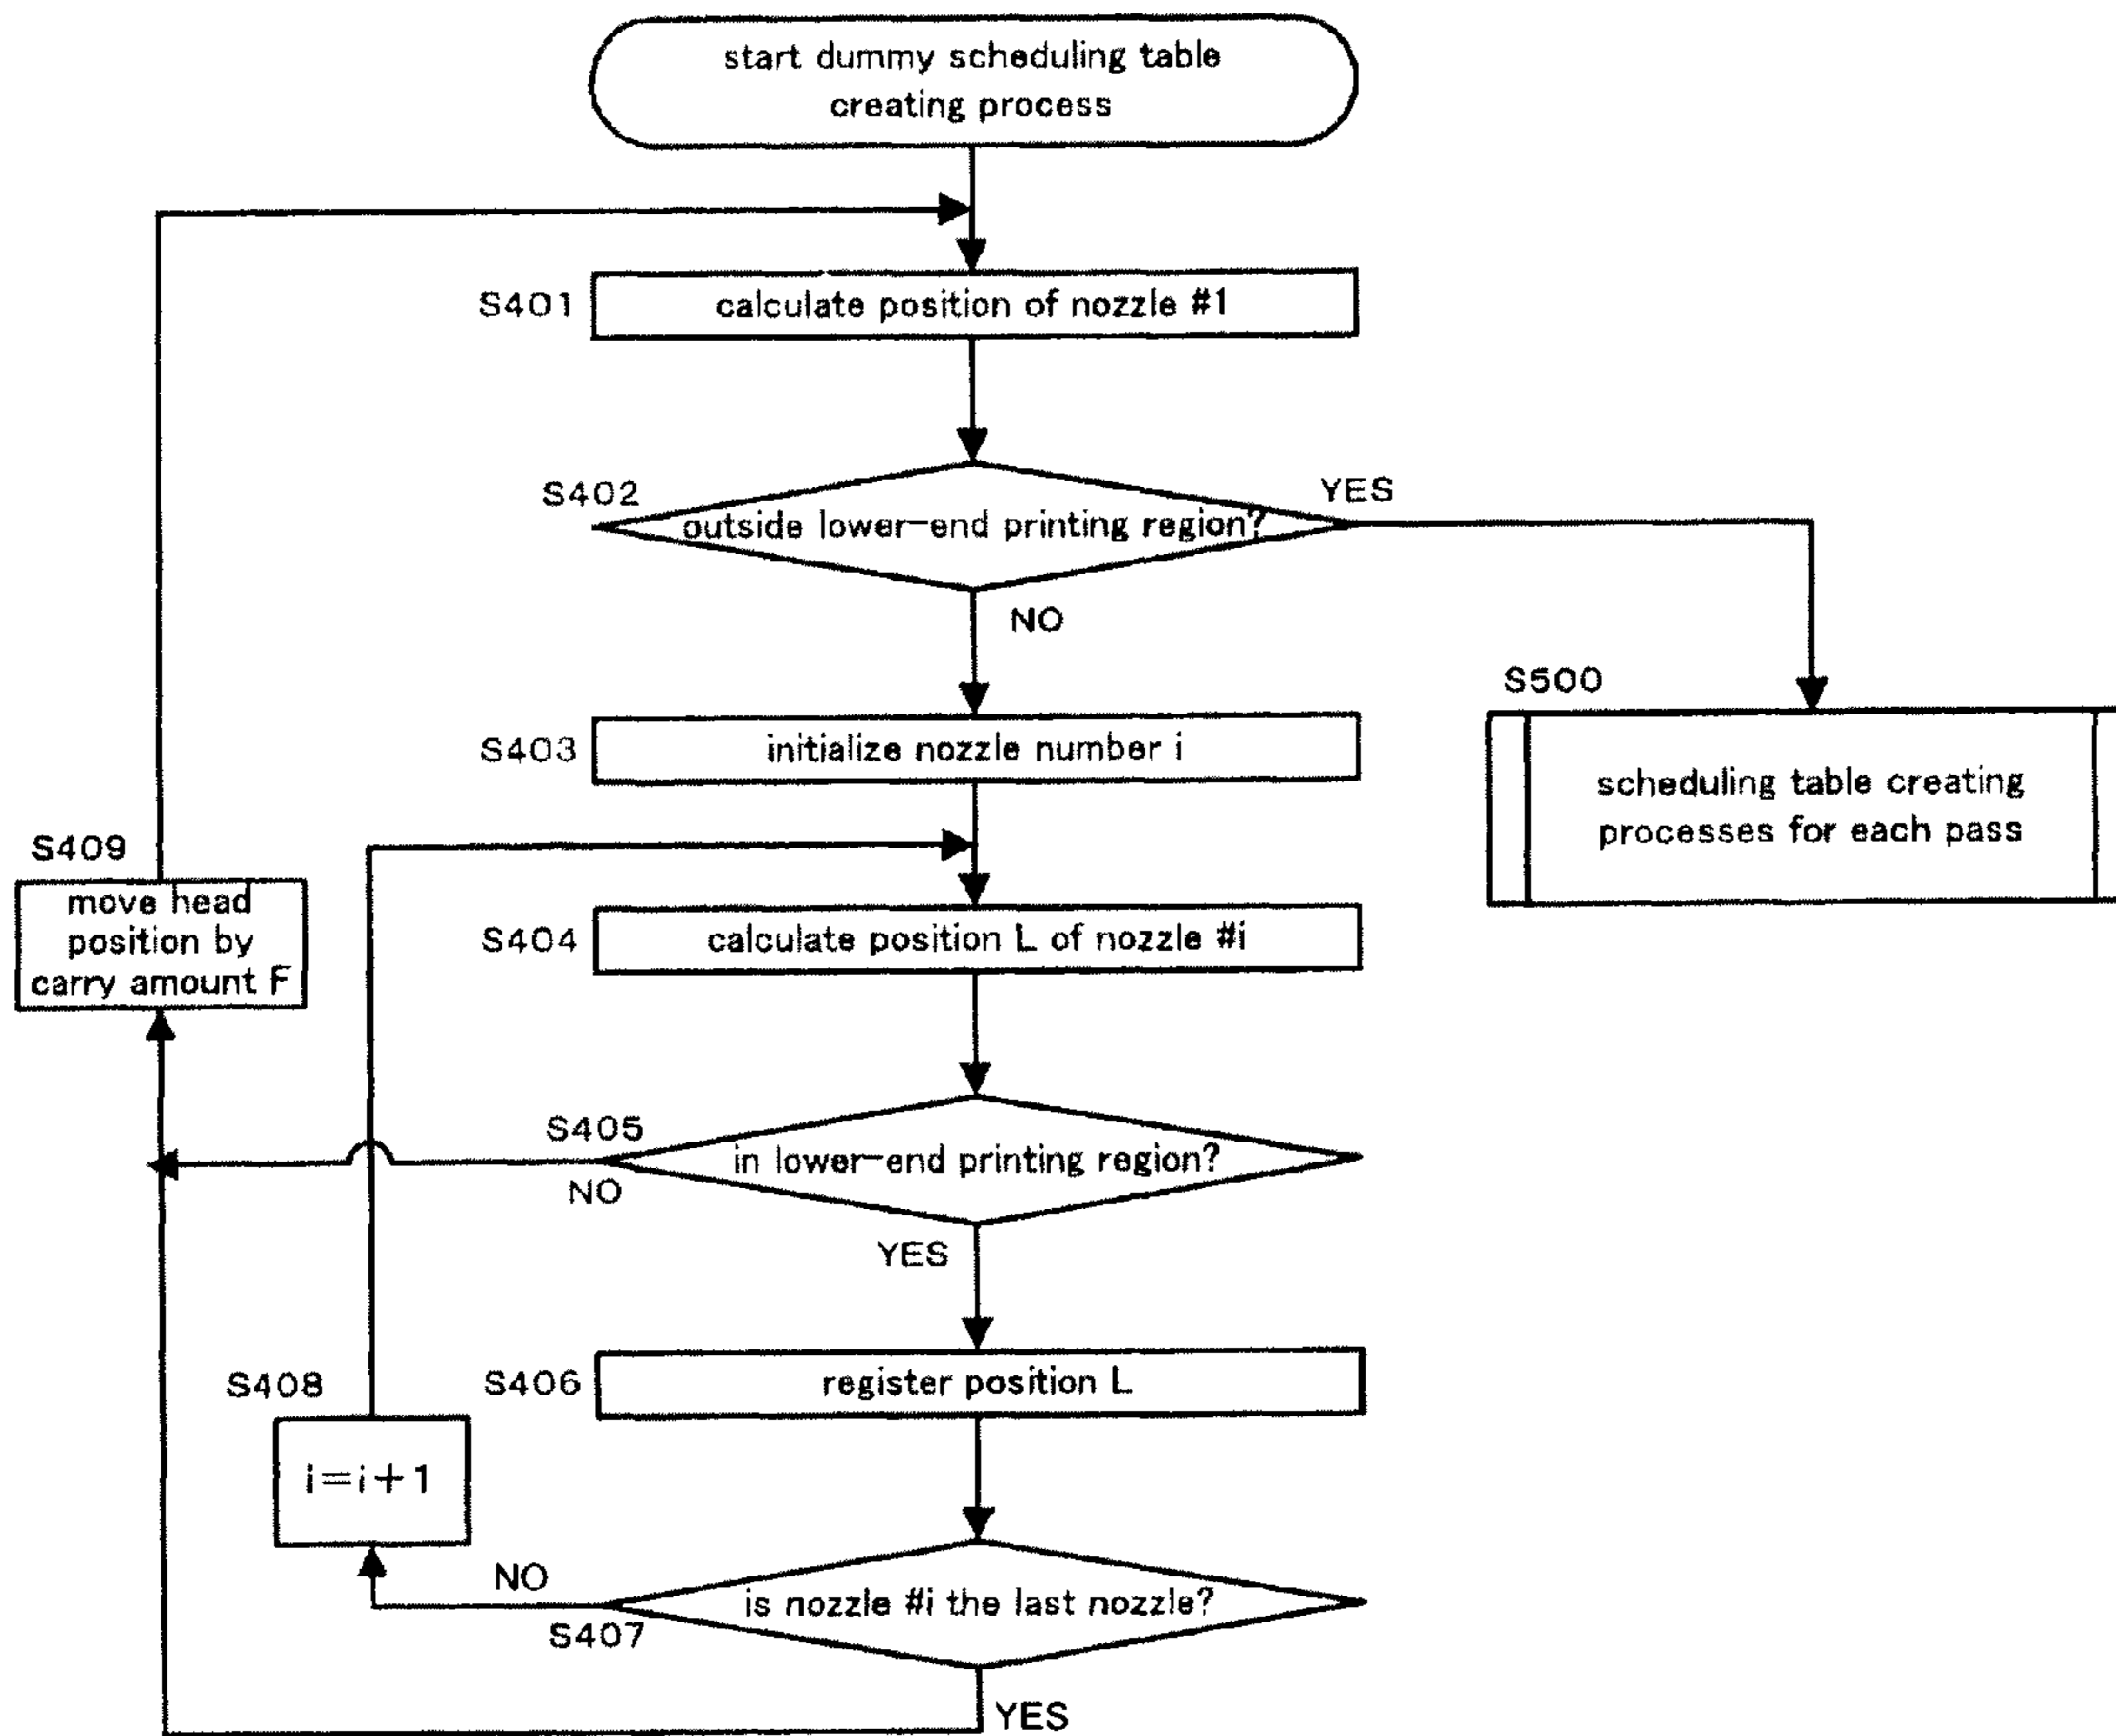 start dummy scheduling table
creating process
S401
calculate position of nozzle #1
S402
outside lower-end printing region?
YES
NO
S500
scheduling table creating
processes for each pass
S403
initialize nozzle number i
S409
move head
position by
carry amount F
S404
calculate position L of nozzle #i
S405
in lower-end printing region?
NO
YES
S406
register position L
S408
i=i+1
NO
is nozzle #i the last nozzle?
S407
YES